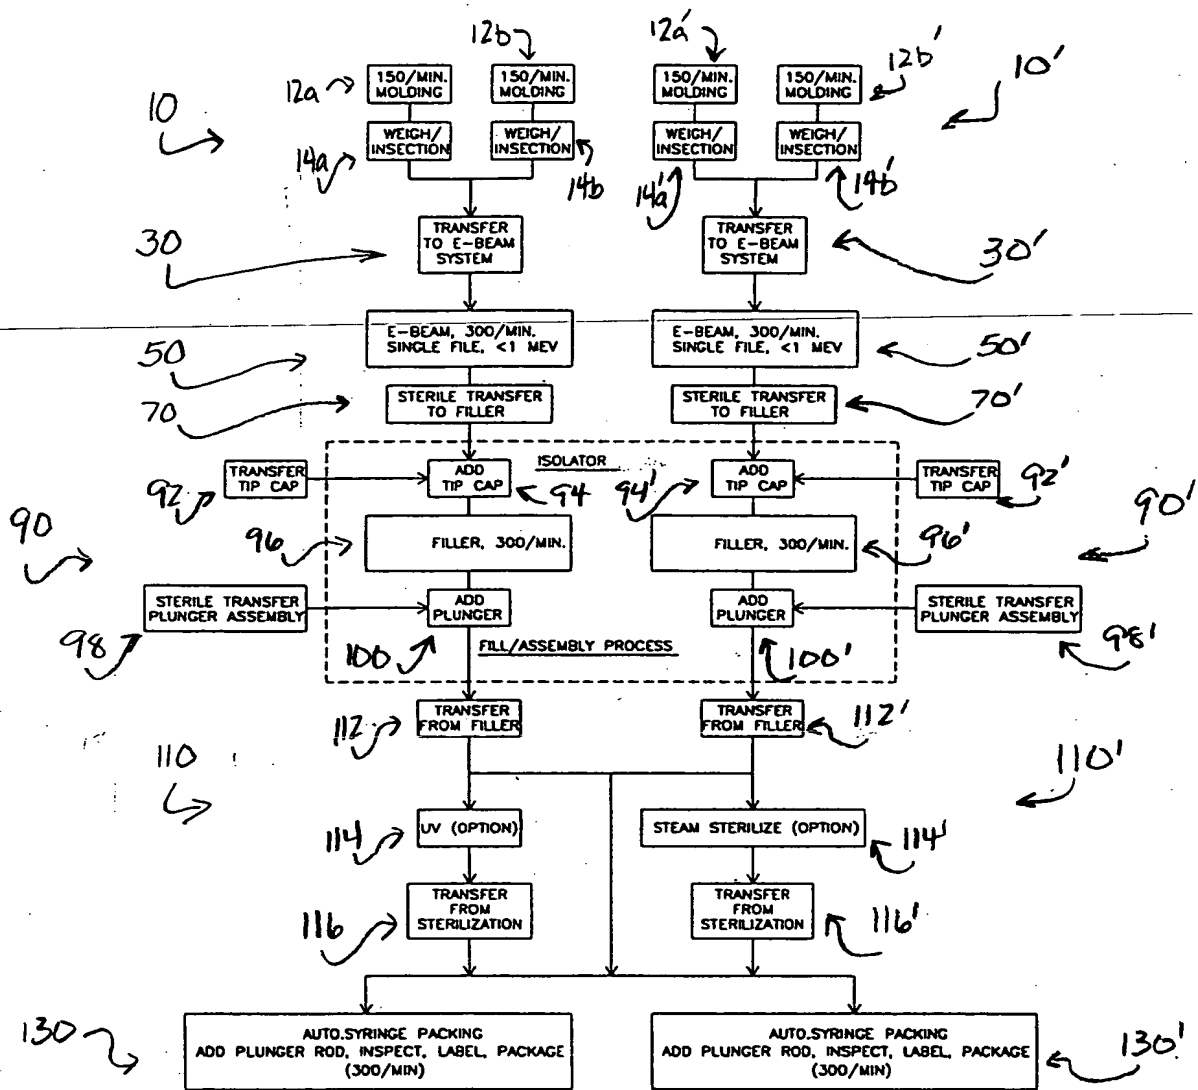 12b
12a'
12b'
10'
12a
150/MIN.
MOLDING
150/MIN.
MOLDING
150/MIN.
MOLDING
150/MIN.
MOLDING
10
WEIGH/
INSECTION
WEIGH/
INSECTION
WEIGH/
INSECTION
WEIGH/
INSECTION
14a
14b
14a'
14b'
30
TRANSFER
TO E-BEAM
SYSTEM
TRANSFER
TO E-BEAM
SYSTEM
30'
50
E-BEAM, 300/MIN.
SINGLE FILE, <1 MEV
E-BEAM, 300/MIN.
SINGLE FILE, <1 MEV
50'
70
STERILE TRANSFER
TO FILLER
STERILE TRANSFER
TO FILLER
70'
ISOLATOR
92
TRANSFER
TIP CAP
ADD
TIP CAP
94
94'
ADD
TIP CAP
TRANSFER
TIP CAP
92'
90
96
FILLER, 300/MIN.
FILLER, 300/MIN.
96'
90'
98
STERILE TRANSFER
PLUNGER ASSEMBLY
ADD
PLUNGER
ADD
PLUNGER
STERILE TRANSFER
PLUNGER ASSEMBLY
98'
100
FILL/ASSEMBLY PROCESS
100'
112
TRANSFER
FROM FILLER
TRANSFER
FROM FILLER
112'
110
110'
114
UV (OPTION)
STEAM STERILIZE (OPTION)
114'
116
TRANSFER
FROM
STERILIZATION
TRANSFER
FROM
STERILIZATION
116'
130
AUTO.SYRINGE PACKING
ADD PLUNGER ROD, INSPECT, LABEL, PACKAGE
(300/MIN)
AUTO.SYRINGE PACKING
ADD PLUNGER ROD, INSPECT, LABEL, PACKAGE
(300/MIN)
130'